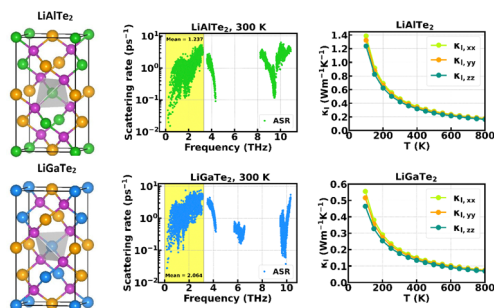 LiAlTe2
LiAlTe2, 300 K
Mean = 1.237
Scattering rate (ps⁻¹)
10¹
10⁰
10⁻¹
10⁻²
0 2 4 6 8 10
Frequency (THz)
ASR
LiAlTe2
κl (Wm⁻¹K⁻¹)
1.4
1.2
1.0
0.8
0.6
0.4
0.2
0.0
0 100 200 300 400 500 600 700 800
T (K)
κl, xx
κl, yy
κl, zz
LiGaTe2
LiGaTe2, 300 K
Mean = 2.064
Scattering rate (ps⁻¹)
10¹
10⁰
10⁻¹
10⁻²
0 2 4 6 8 10
Frequency (THz)
ASR
LiGaTe2
κl (Wm⁻¹K⁻¹)
0.6
0.5
0.4
0.3
0.2
0.1
0.0
0 100 200 300 400 500 600 700 800
T (K)
κl, xx
κl, yy
κl, zz